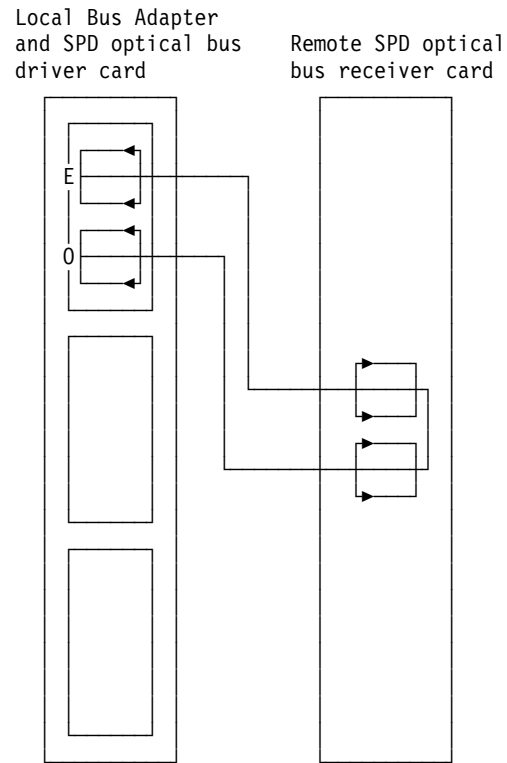 Local Bus Adapter
and SPD optical bus
driver card
Remote SPD optical
bus receiver card
E
O